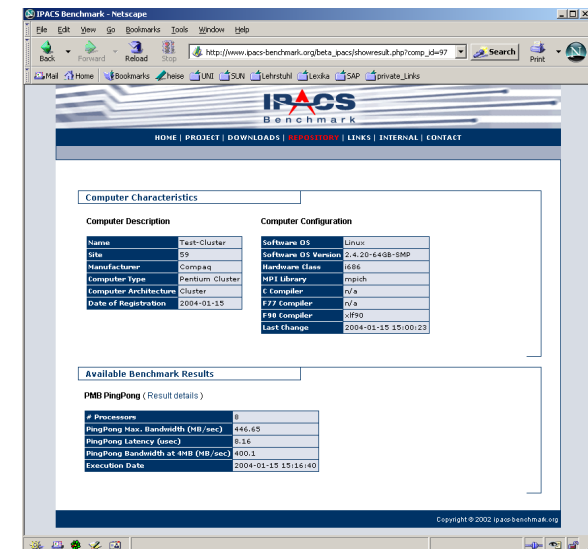 IPACS Benchmark - Netscape
File Edit View Go Bookmarks Tools Window Help
Back Forward Reload Stop http://www.ipacs-benchmark.org/beta_ipacs/showresult.php?comp_id=97 Search Print
Mail Home Bookmarks heise UNI SUN Lehrstuhl Lexika SAP private_Links
IPACS
Benchmark
HOME | PROJECT | DOWNLOADS | REPOSITORY | LINKS | INTERNAL | CONTACT
Computer Characteristics
Computer Description
Name Test-Cluster
Site 59
Manufacturer Compaq
Computer Type Pentium Cluster
Computer Architecture Cluster
Date of Registration 2004-01-15
Computer Configuration
Software OS Linux
Software OS Version 2.4.20-64GB-SMP
Hardware Class i686
MPI Library mpich
C Compiler n/a
F77 Compiler n/a
F90 Compiler xlf90
Last Change 2004-01-15 15:00:23
Available Benchmark Results
PMB PingPong ( Result details )
# Processors 8
PingPong Max. Bandwidth (MB/sec) 446.65
PingPong Latency (usec) 8.16
PingPong Bandwidth at 4MB (MB/sec) 400.1
Execution Date 2004-01-15 15:16:40
Copyright © 2002 ipacs-benchmark.org